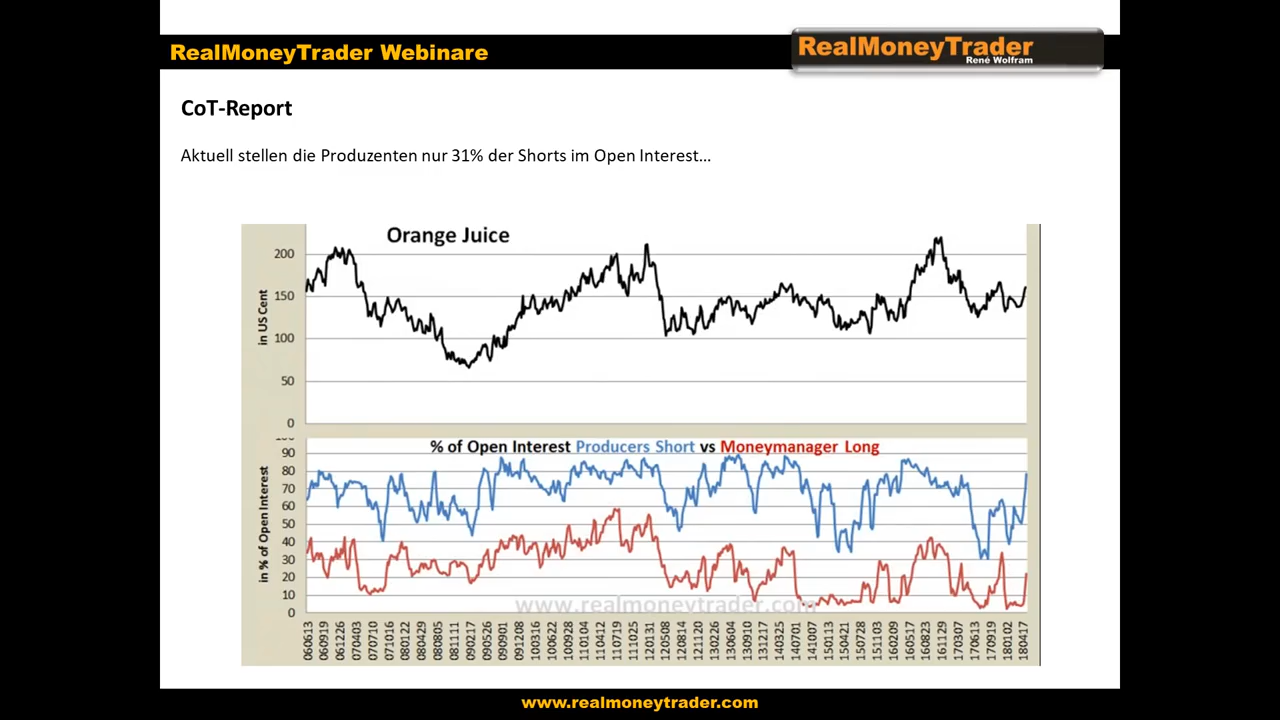 RealMoneyTrader Webinare
RealMoneyTrader
René Wolfram
CoT-Report
Aktuell stellen die Produzenten nur 31% der Shorts im Open Interest...
Orange Juice
in US Cent
200
150
100
50
0
% of Open Interest Producers Short vs Moneymanager Long
in % of Open Interest
90
80
70
60
50
40
30
20
10
0
www.realmoneytrader.com
060613 060919 061226 070403 070710 071016 080122 080429 080805 081111 090217 090526 090901 091208 100316 100622 100928 110104 110412 110719 111025 120131 120508 120814 121120 130226 130604 130910 131217 140325 140701 141007 150113 150421 150728 151103 160209 160517 160823 161129 170307 170613 170919 180102 180417
www.realmoneytrader.com